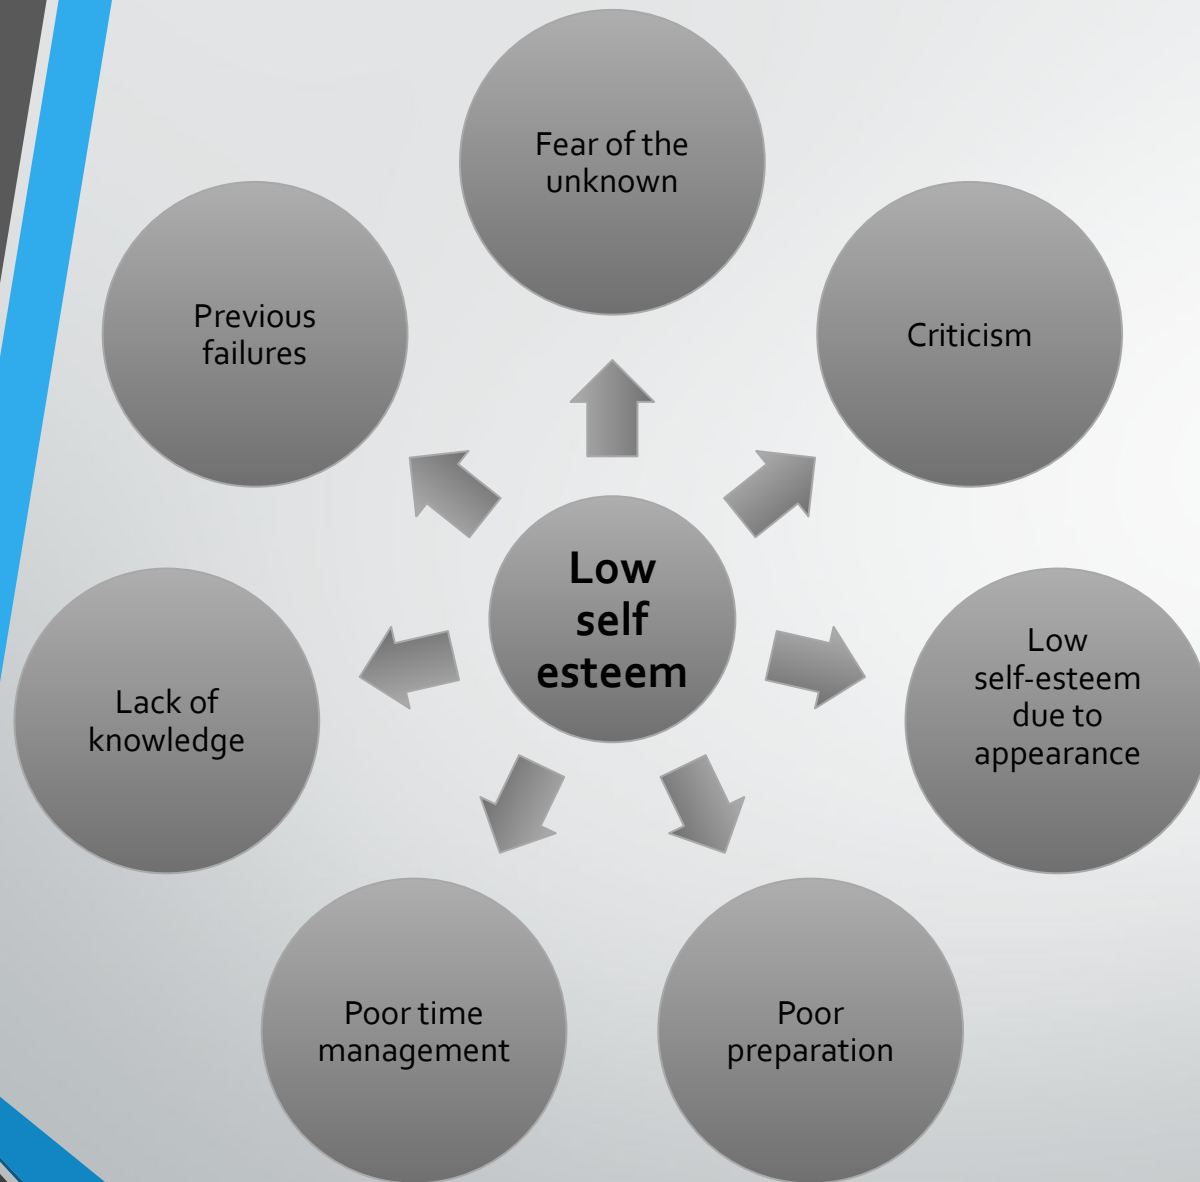 Fear of the
unknown
Criticism
Low
self-esteem
due to
appearance
Poor
preparation
Poor time
management
Lack of
knowledge
Previous
failures
Low
self
esteem